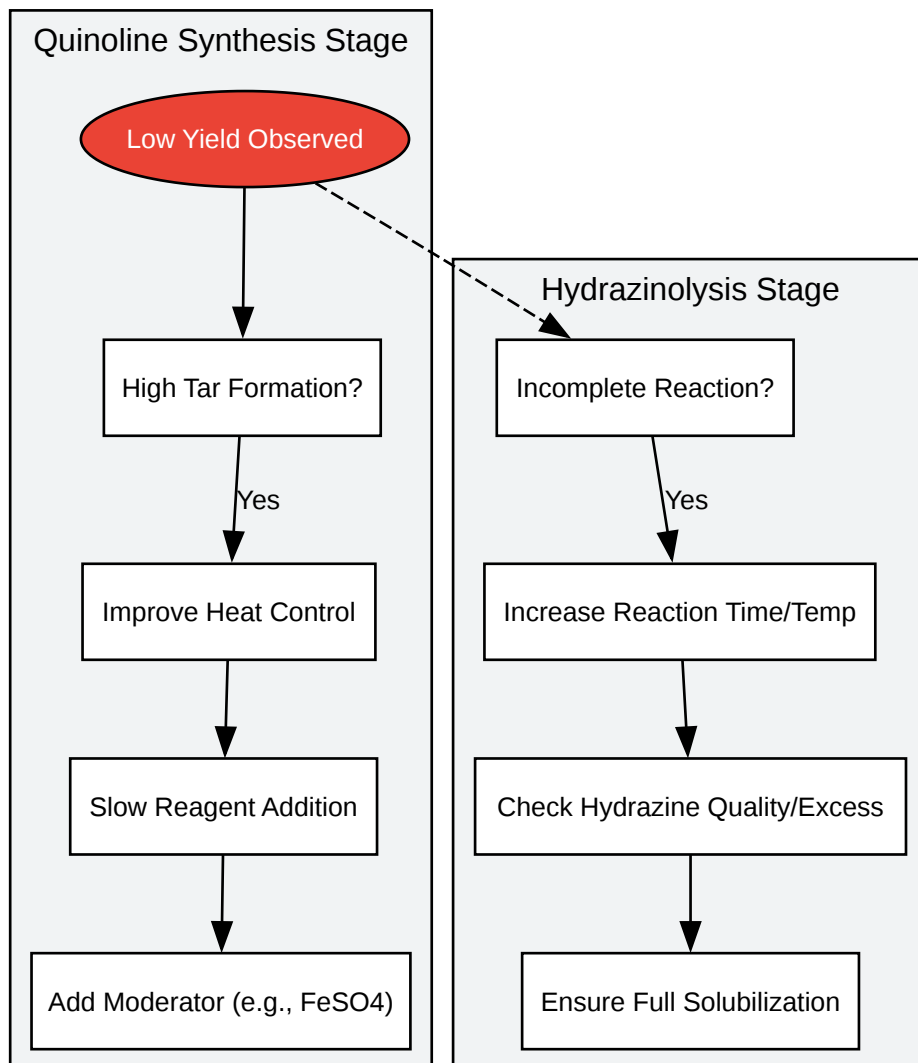 Quinoline Synthesis Stage
Low Yield Observed
High Tar Formation?
Yes
Improve Heat Control
Slow Reagent Addition
Add Moderator (e.g., FeSO4)
Hydrazinolysis Stage
Incomplete Reaction?
Yes
Increase Reaction Time/Temp
Check Hydrazine Quality/Excess
Ensure Full Solubilization